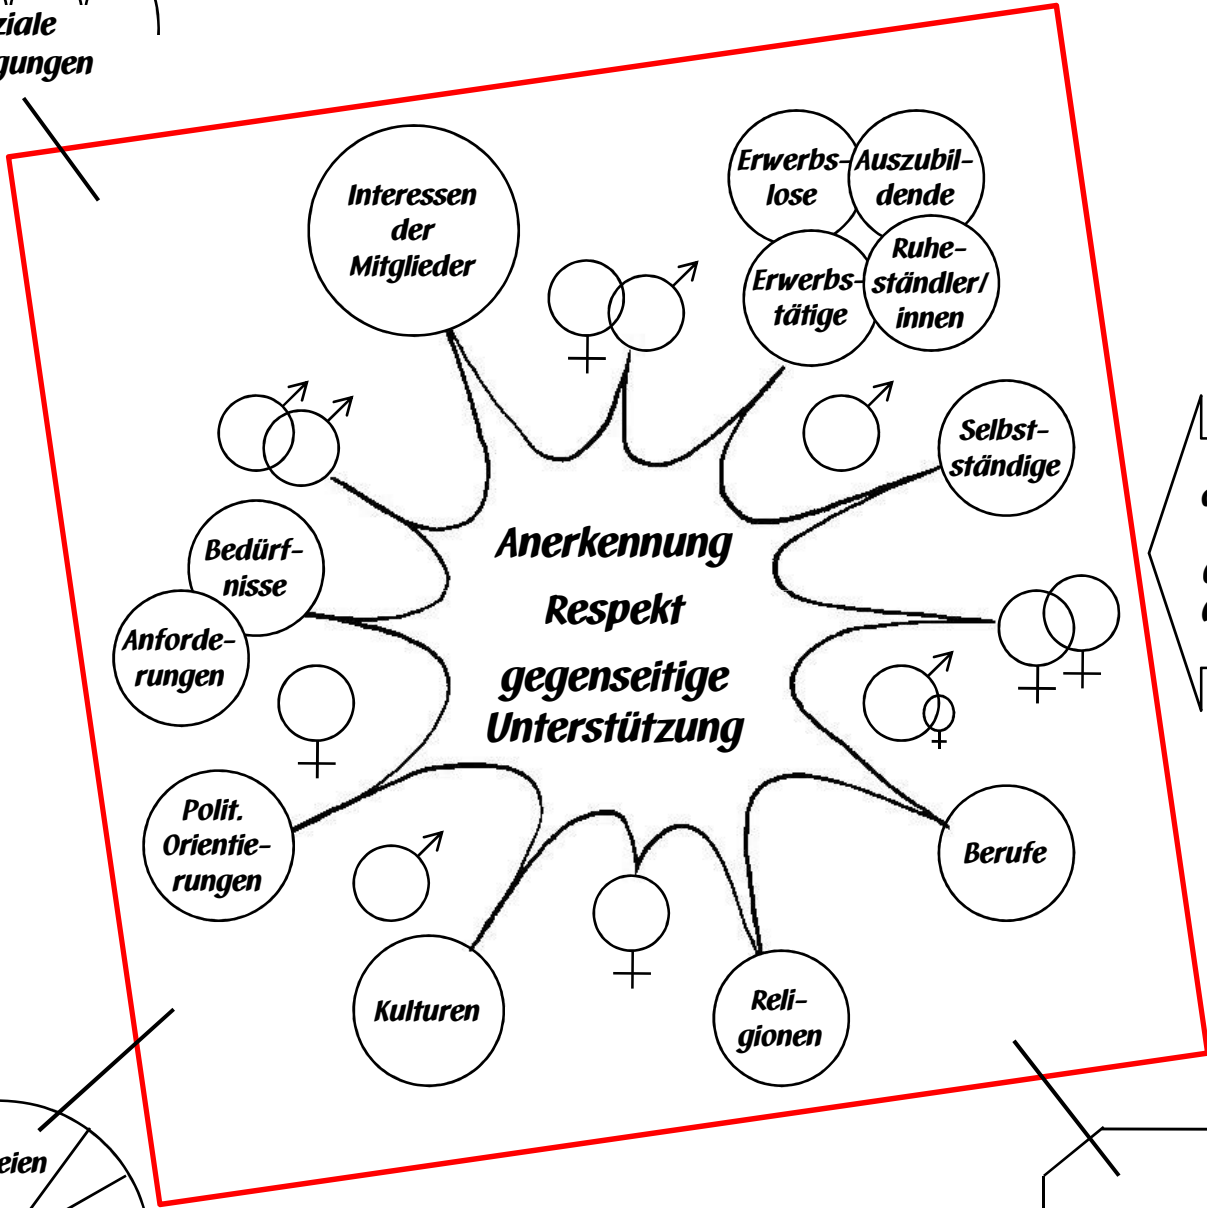 ziale
gungen
Interessen
der
Mitglieder
Erwerbs-
lose
Auszubil-
dende
Erwerbs-
tätige
Ruhe-
ständler/
innen
Selbst-
ständige
Bedürf-
nisse
Anforde-
rungen
Anerkennung
Respekt
gegenseitige
Unterstützung
Polit.
Orientie-
rungen
Berufe
Kulturen
Reli-
gionen
eien